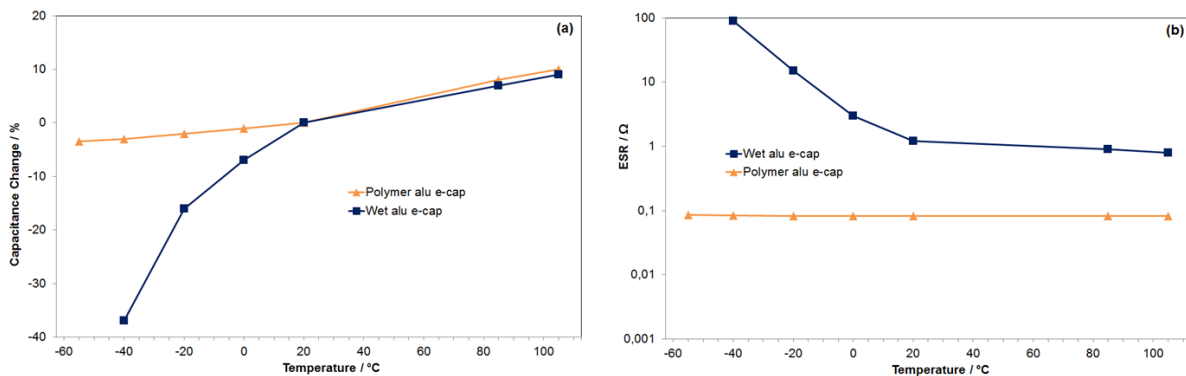 (a)
Capacitance Change / %
20
10
0
-10
-20
-30
-40
Polymer alu e-cap
Wet alu e-cap
-60 -40 -20 0 20 40 60 80 100
Temperature / °C
(b)
ESR / Ω
100
10
1
0,1
0,01
0,001
Wet alu e-cap
Polymer alu e-cap
-60 -40 -20 0 20 40 60 80 100
Temperature / °C